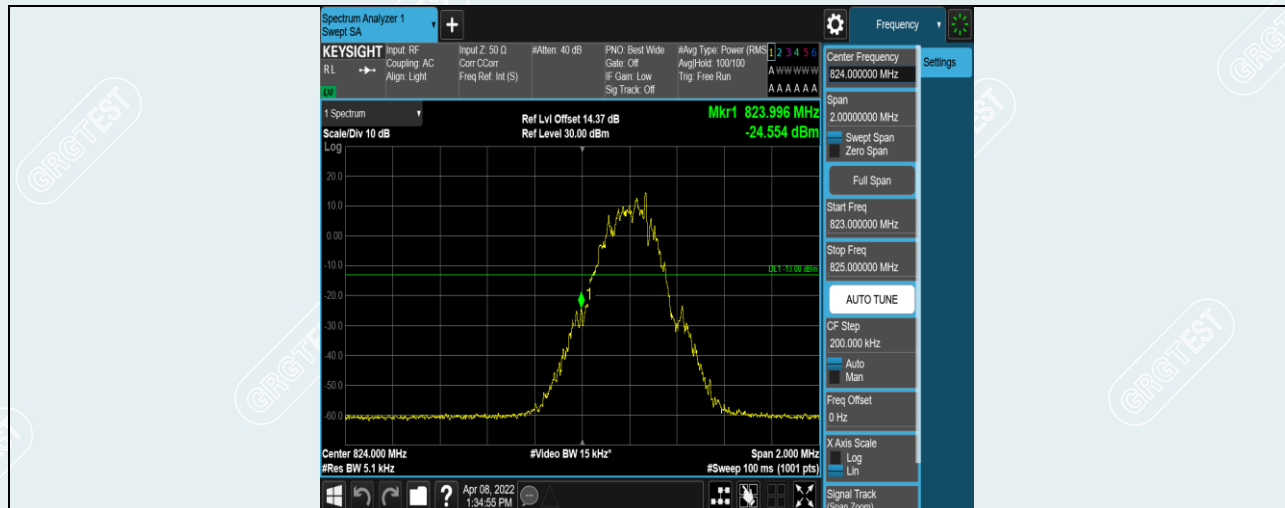 Spectrum Analyzer 1
Swept SA
Frequency
KEYSIGHT
R L
LXI
Input: RF
Coupling: AC
Align: Light
Input Z: 50 Ω
Corr CCorr
Freq Ref: Int (S)
#Atten: 40 dB
PNO: Best Wide
Gate: Off
IF Gain: Low
Sig Track: Off
#Avg Type: Power (RMS
Avg|Hold: 100/100
Trig: Free Run
1 2 3 4 5 6
A W W W W W
A A A A A A
Center Frequency
824.000000 MHz
Settings
1 Spectrum
Scale/Div 10 dB
Log
Ref Lvl Offset 14.37 dB
Ref Level 30.00 dBm
Mkr1 823.996 MHz
-24.554 dBm
Span
2.00000000 MHz
Swept Span
Zero Span
Full Span
Start Freq
823.000000 MHz
Stop Freq
825.000000 MHz
AUTO TUNE
CF Step
200.000 kHz
Auto
Man
Freq Offset
0 Hz
X Axis Scale
Log
Lin
Signal Track
(Span Zoom)
20.0
10.0
0.00
-10.0
DL1 -13.00 dBm
-20.0
-30.0
-40.0
-50.0
-60.0
Center 824.000 MHz
#Res BW 5.1 kHz
#Video BW 15 kHz*
Span 2.000 MHz
#Sweep 100 ms (1001 pts)
?
Apr 08, 2022
1:34:55 PM
GRGTEST
GRGTEST
GRGTEST
GRGTEST
GRGTEST